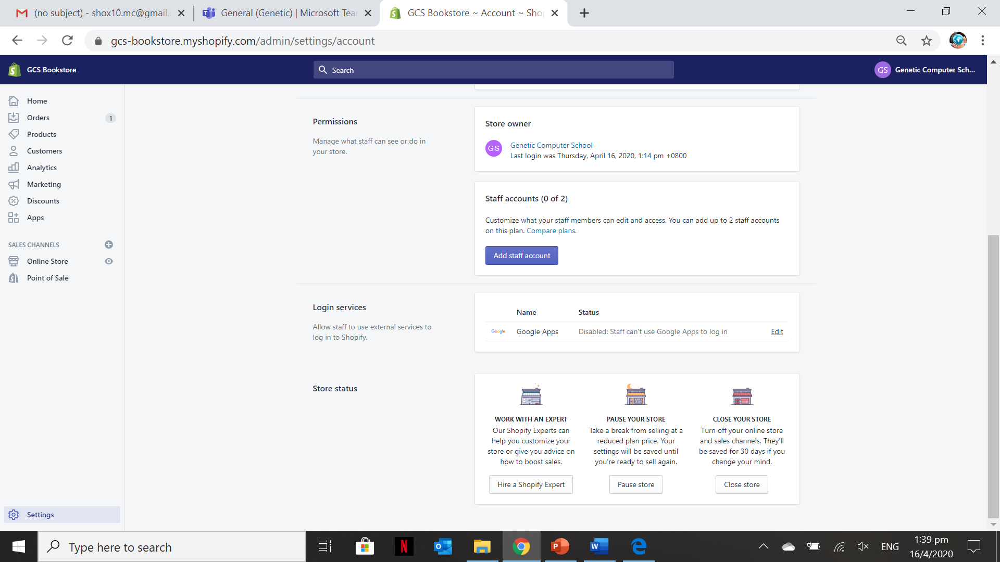 (no subject) - shox10.mc@gmail.
General (Genetic) | Microsoft Tea
GCS Bookstore ~ Account ~ Sho
gcs-bookstore.myshopify.com/admin/settings/account
GCS Bookstore
Search
GS Genetic Computer Sch...
Home
Orders 1
Products
Customers
Analytics
Marketing
Discounts
Apps
SALES CHANNELS
Online Store
Point of Sale
Settings
Permissions
Manage what staff can see or do in
your store.
Store owner
GS
Genetic Computer School
Last login was Thursday, April 16, 2020, 1:14 pm +0800
Staff accounts (0 of 2)
Customize what your staff members can edit and access. You can add up to 2 staff accounts
on this plan. Compare plans.
Add staff account
Login services
Allow staff to use external services to
log in to Shopify.
Name Status
Google Google Apps Disabled: Staff can't use Google Apps to log in Edit
Store status
WORK WITH AN EXPERT
Our Shopify Experts can
help you customize your
store or give you advice on
how to boost sales.
Hire a Shopify Expert
PAUSE YOUR STORE
Take a break from selling at a
reduced plan price. Your
settings will be saved until
you're ready to sell again.
Pause store
CLOSE YOUR STORE
Turn off your online store
and sales channels. They'll
be saved for 30 days if you
change your mind.
Close store
Type here to search
ENG
1:39 pm
16/4/2020